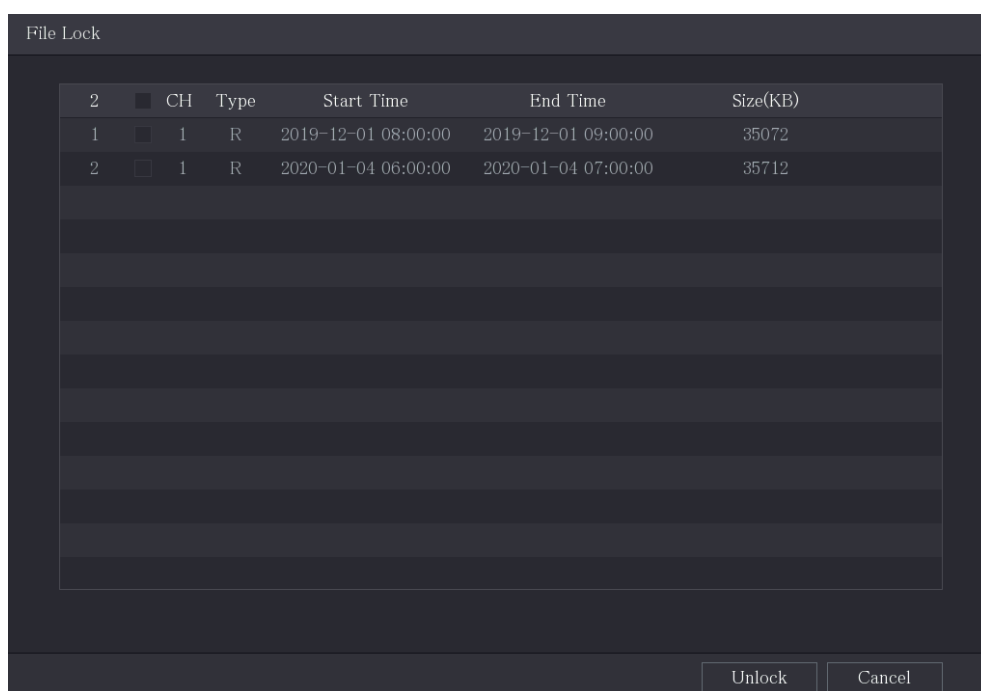 File Lock
2 CH Type Start Time End Time Size(KB)
1 1 R 2019-12-01 08:00:00 2019-12-01 09:00:00 35072
2 1 R 2020-01-04 06:00:00 2020-01-04 07:00:00 35712
Unlock Cancel